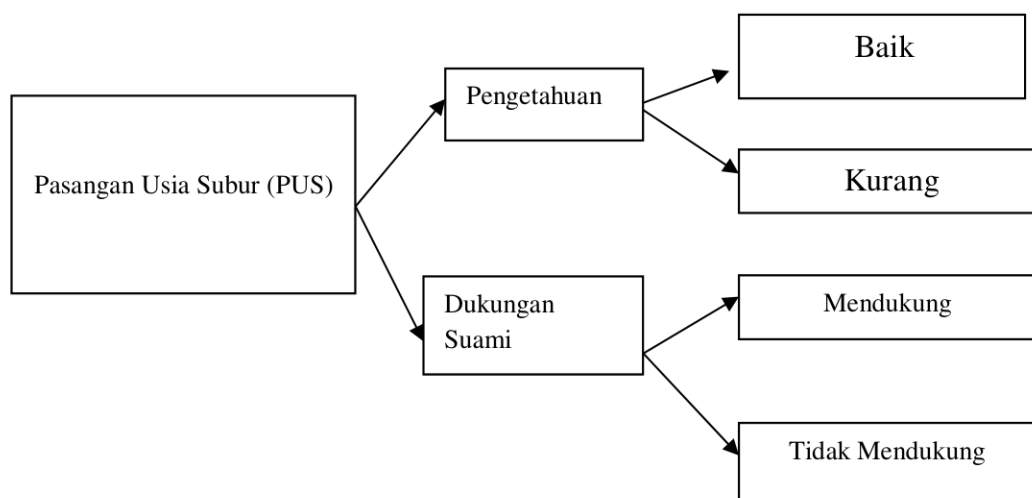 Baik
Pengetahuan
Pasangan Usia Subur (PUS)
Kurang
Dukungan
Suami
Mendukung
Tidak Mendukung